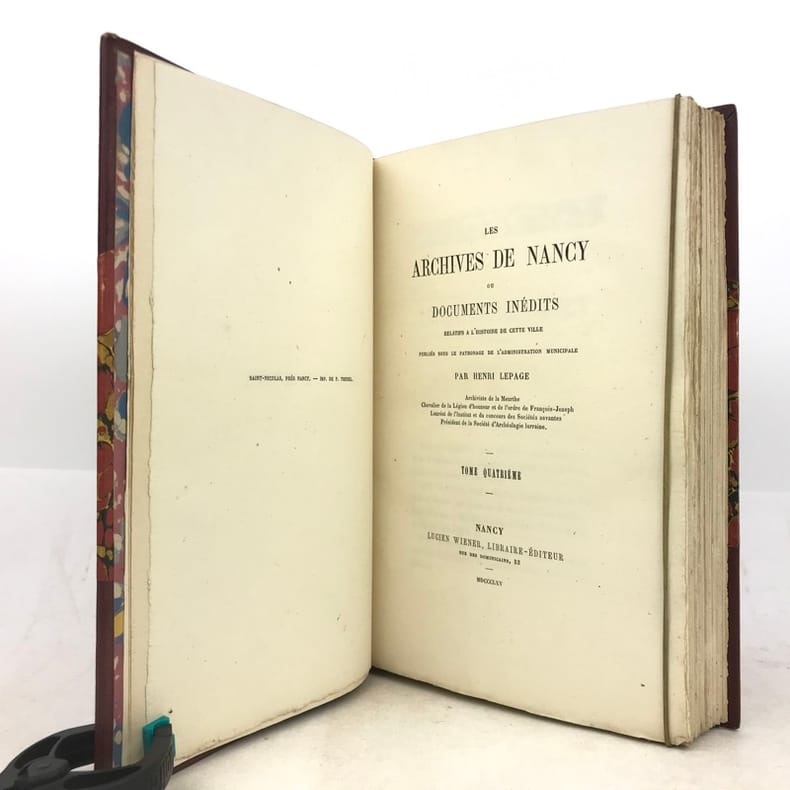 SAINT-NICOLAS, PRÈS NANCY. — IMP. DE P. TRENEL.
LES
ARCHIVES DE NANCY
OU
DOCUMENTS INÉDITS
RELATIFS A L'HISTOIRE DE CETTE VILLE
PUBLIÉS SOUS LE PATRONAGE DE L'ADMINISTRATION MUNICIPALE
PAR HENRI LEPAGE
Archiviste de la Meurthe
Chevalier de la Légion d'honneur et de l'ordre de François-Joseph
Lauréat de l'Institut et du concours des Sociétés savantes
Président de la Société d'Archéologie lorraine.
—
TOME QUATRIÈME
—
NANCY
LUCIEN WIENER, LIBRAIRE-ÉDITEUR
RUE DES DOMINICAINS, 53
—
MDCCCLXV